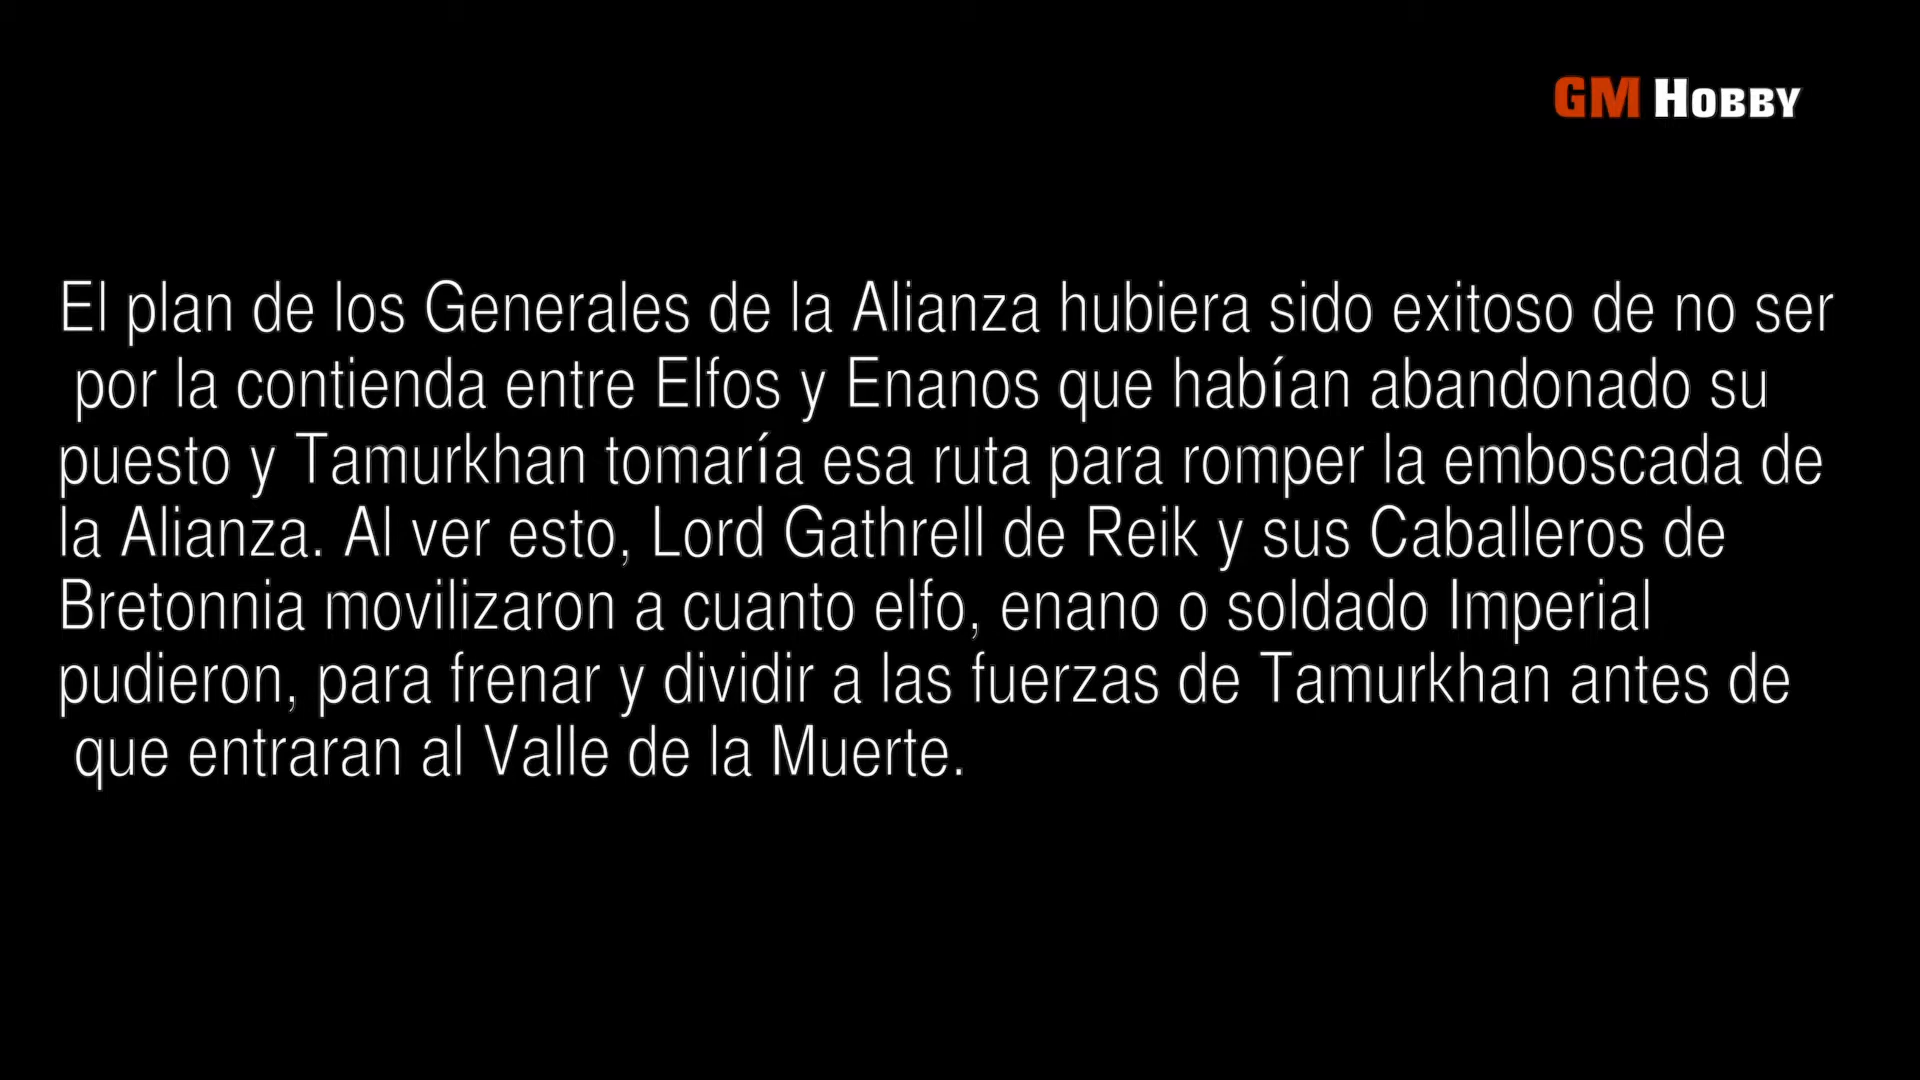 GM HOBBY
El plan de los Generales de la Alianza hubiera sido exitoso de no ser
por la contienda entre Elfos y Enanos que habían abandonado su
puesto y Tamurkhan tomaría esa ruta para romper la emboscada de
la Alianza. Al ver esto, Lord Gathrell de Reik y sus Caballeros de
Bretonnia movilizaron a cuanto elfo, enano o soldado Imperial
pudieron, para frenar y dividir a las fuerzas de Tamurkhan antes de
que entraran al Valle de la Muerte.